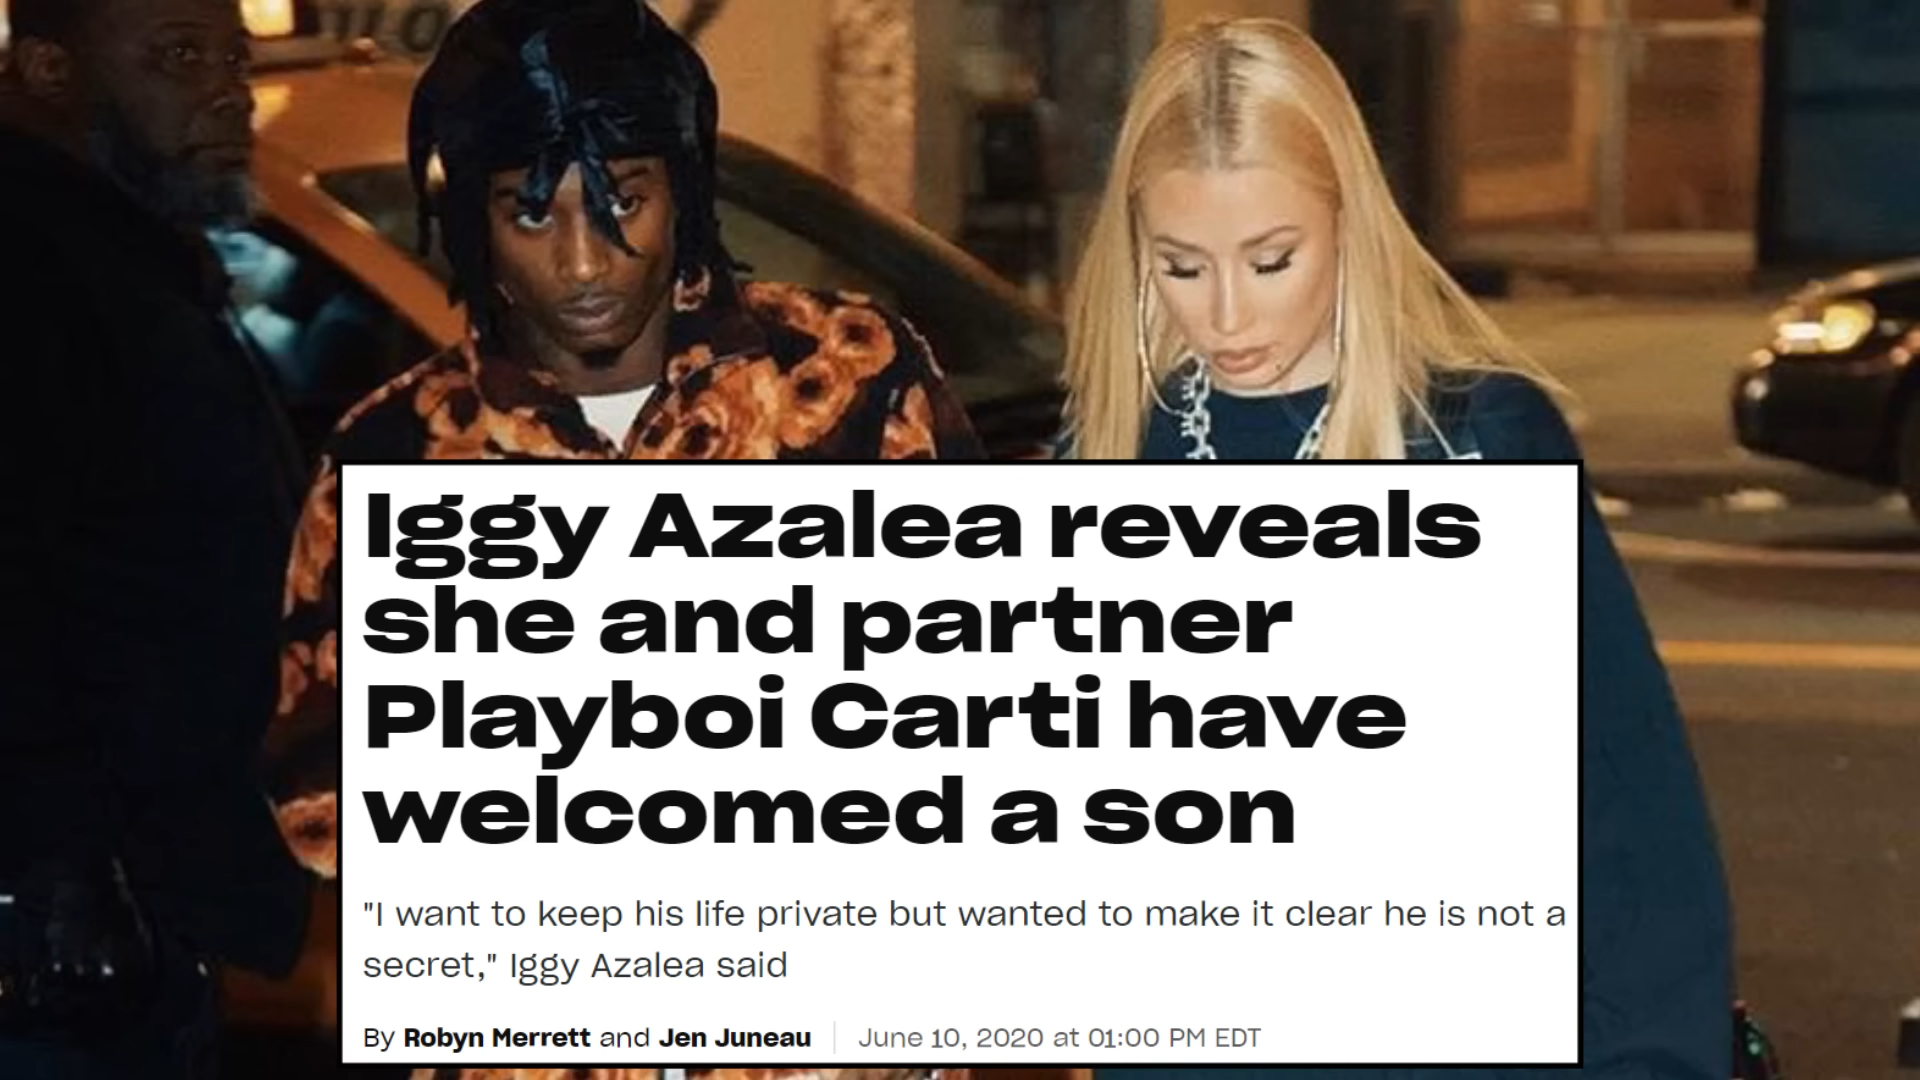 Iggy Azalea reveals
she and partner
Playboi Carti have
welcomed a son
"I want to keep his life private but wanted to make it clear he is not a
secret," Iggy Azalea said
By Robyn Merrett and Jen Juneau | June 10, 2020 at 01:00 PM EDT